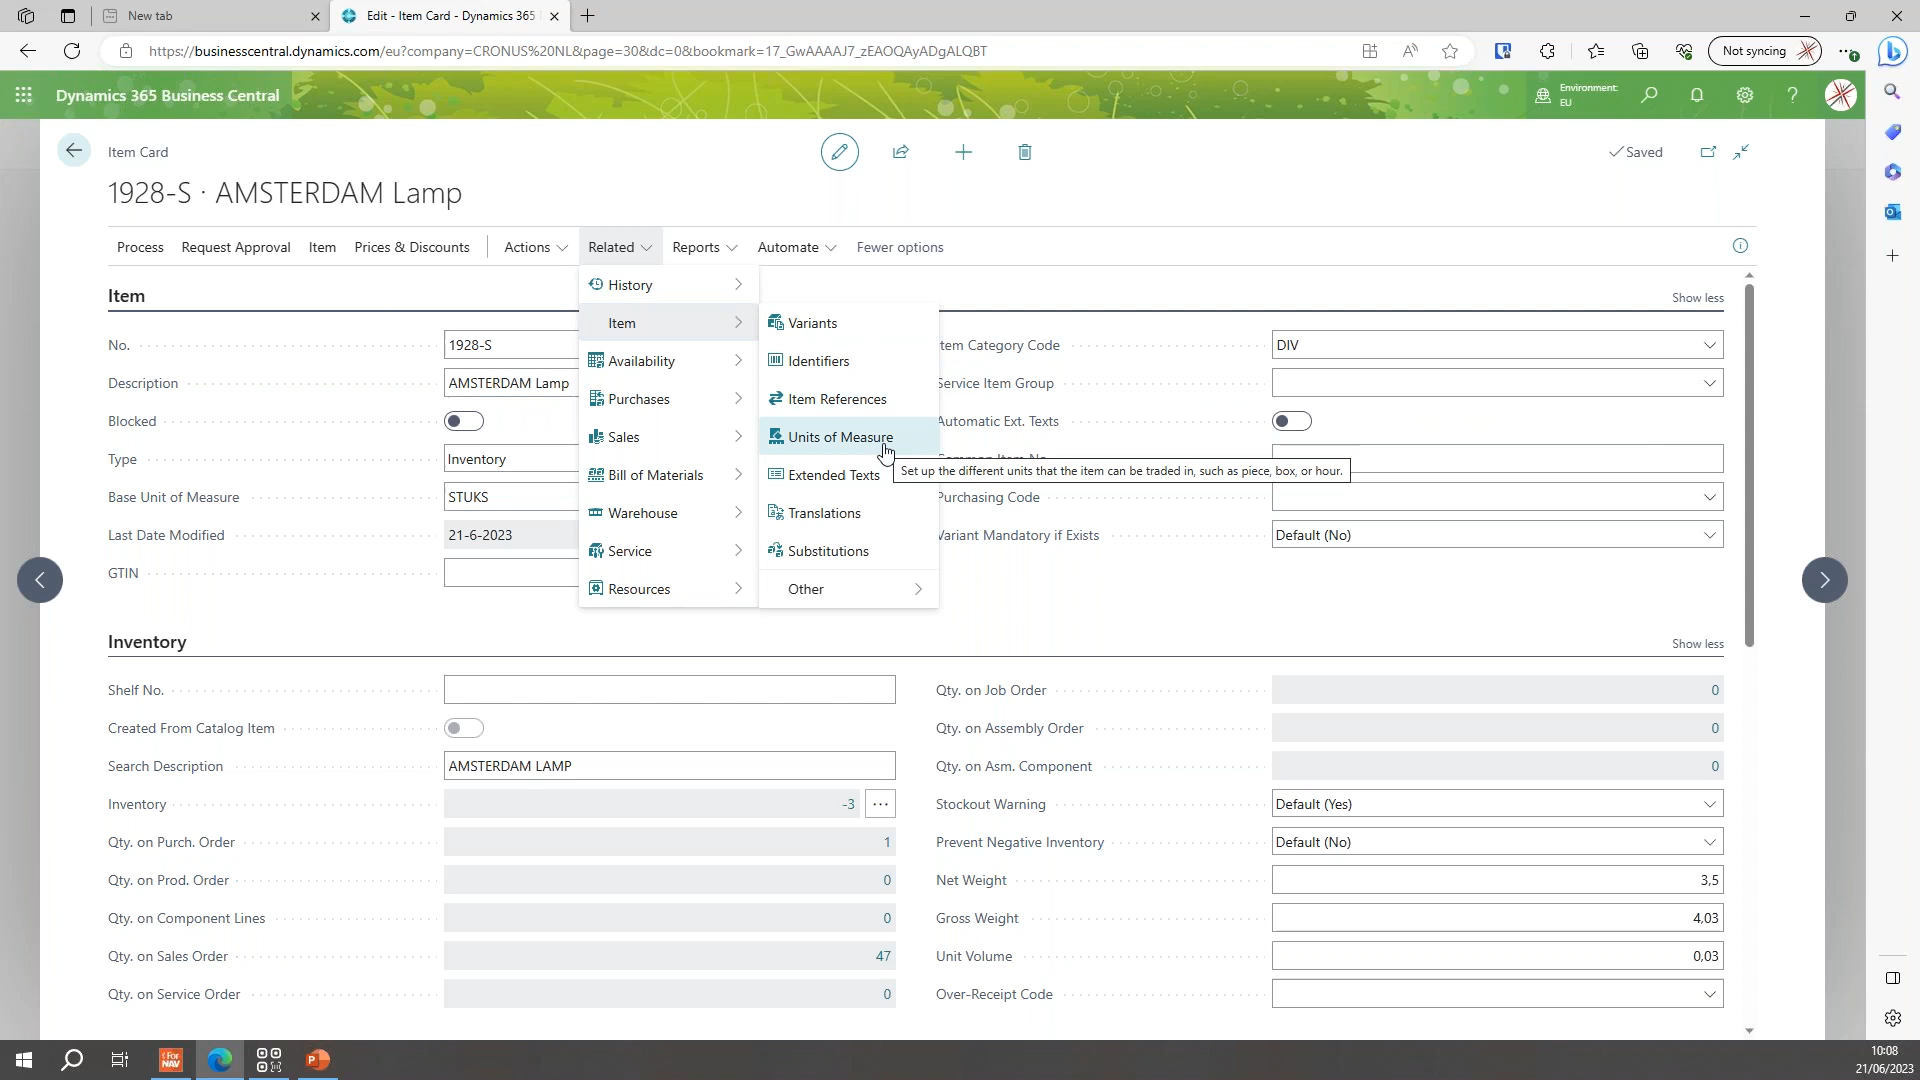 New tab
Edit - Item Card - Dynamics 365
https://businesscentral.dynamics.com/eu?company=CRONUS%20NL&page=30&dc=0&bookmark=17_GwAAAAJ7_zEAOQAyADgALQBT
Not syncing
Dynamics 365 Business Central
Environment:
EU
Item Card
Saved
1928-S · AMSTERDAM Lamp
Process Request Approval Item Prices & Discounts Actions Related Reports Automate Fewer options
Item
Show less
No.
1928-S
Description
AMSTERDAM Lamp
Blocked
Type
Inventory
Base Unit of Measure
STUKS
Last Date Modified
21-6-2023
GTIN
History
Item
Availability
Purchases
Sales
Bill of Materials
Warehouse
Service
Resources
Variants
Identifiers
Item References
Units of Measure
Extended Texts
Translations
Substitutions
Other
Set up the different units that the item can be traded in, such as piece, box, or hour.
tem Category Code
DIV
Service Item Group
Automatic Ext. Texts
Purchasing Code
Variant Mandatory if Exists
Default (No)
Inventory
Show less
Shelf No.
Created From Catalog Item
Search Description
AMSTERDAM LAMP
Inventory
-3
Qty. on Purch. Order
1
Qty. on Prod. Order
0
Qty. on Component Lines
0
Qty. on Sales Order
47
Qty. on Service Order
0
Qty. on Job Order
0
Qty. on Assembly Order
0
Qty. on Asm. Component
0
Stockout Warning
Default (Yes)
Prevent Negative Inventory
Default (No)
Net Weight
3,5
Gross Weight
4,03
Unit Volume
0,03
Over-Receipt Code
For
NAV
10:08
21/06/2023